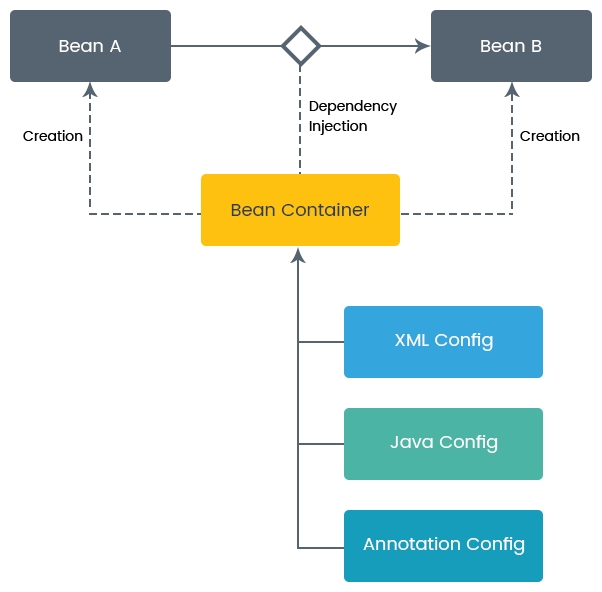 Bean A
Bean B
Dependency
Injection
Creation
Creation
Bean Container
XML Config
Java Config
Annotation Config